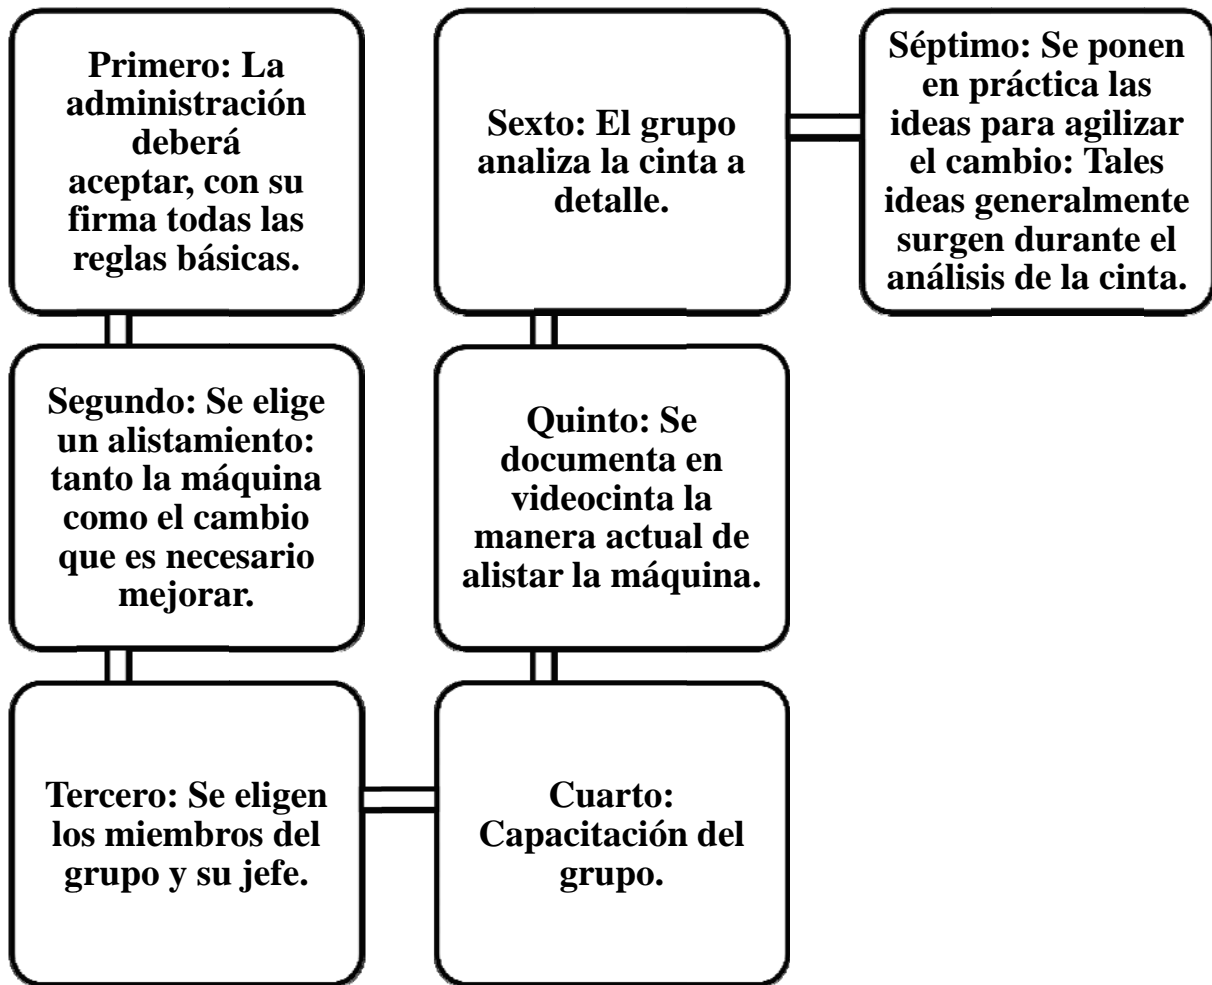 Primero: La
administración
deberá
aceptar, con su
firma todas las
reglas básicas.
Segundo: Se elige
un alistamiento:
tanto la máquina
como el cambio
que es necesario
mejorar.
Tercero: Se eligen
los miembros del
grupo y su jefe.
Cuarto:
Capacitación del
grupo.
Quinto: Se
documenta en
videocinta la
manera actual de
alistar la máquina.
Sexto: El grupo
analiza la cinta a
detalle.
Séptimo: Se ponen
en práctica las
ideas para agilizar
el cambio: Tales
ideas generalmente
surgen durante el
análisis de la cinta.